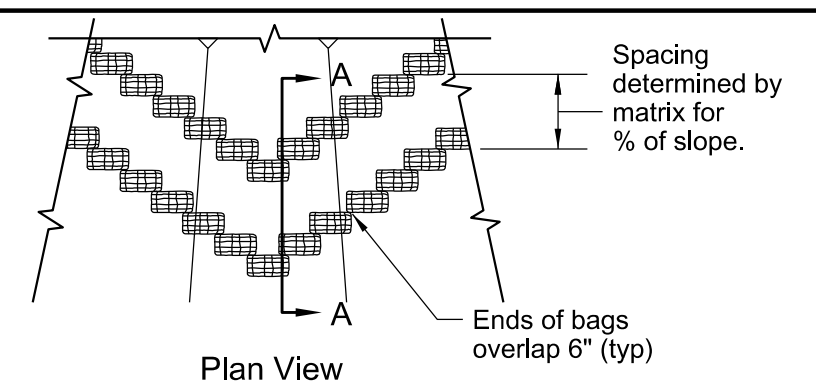 A
Spacing
determined by
matrix for
% of slope.
A
Ends of bags
overlap 6" (typ)
Plan View